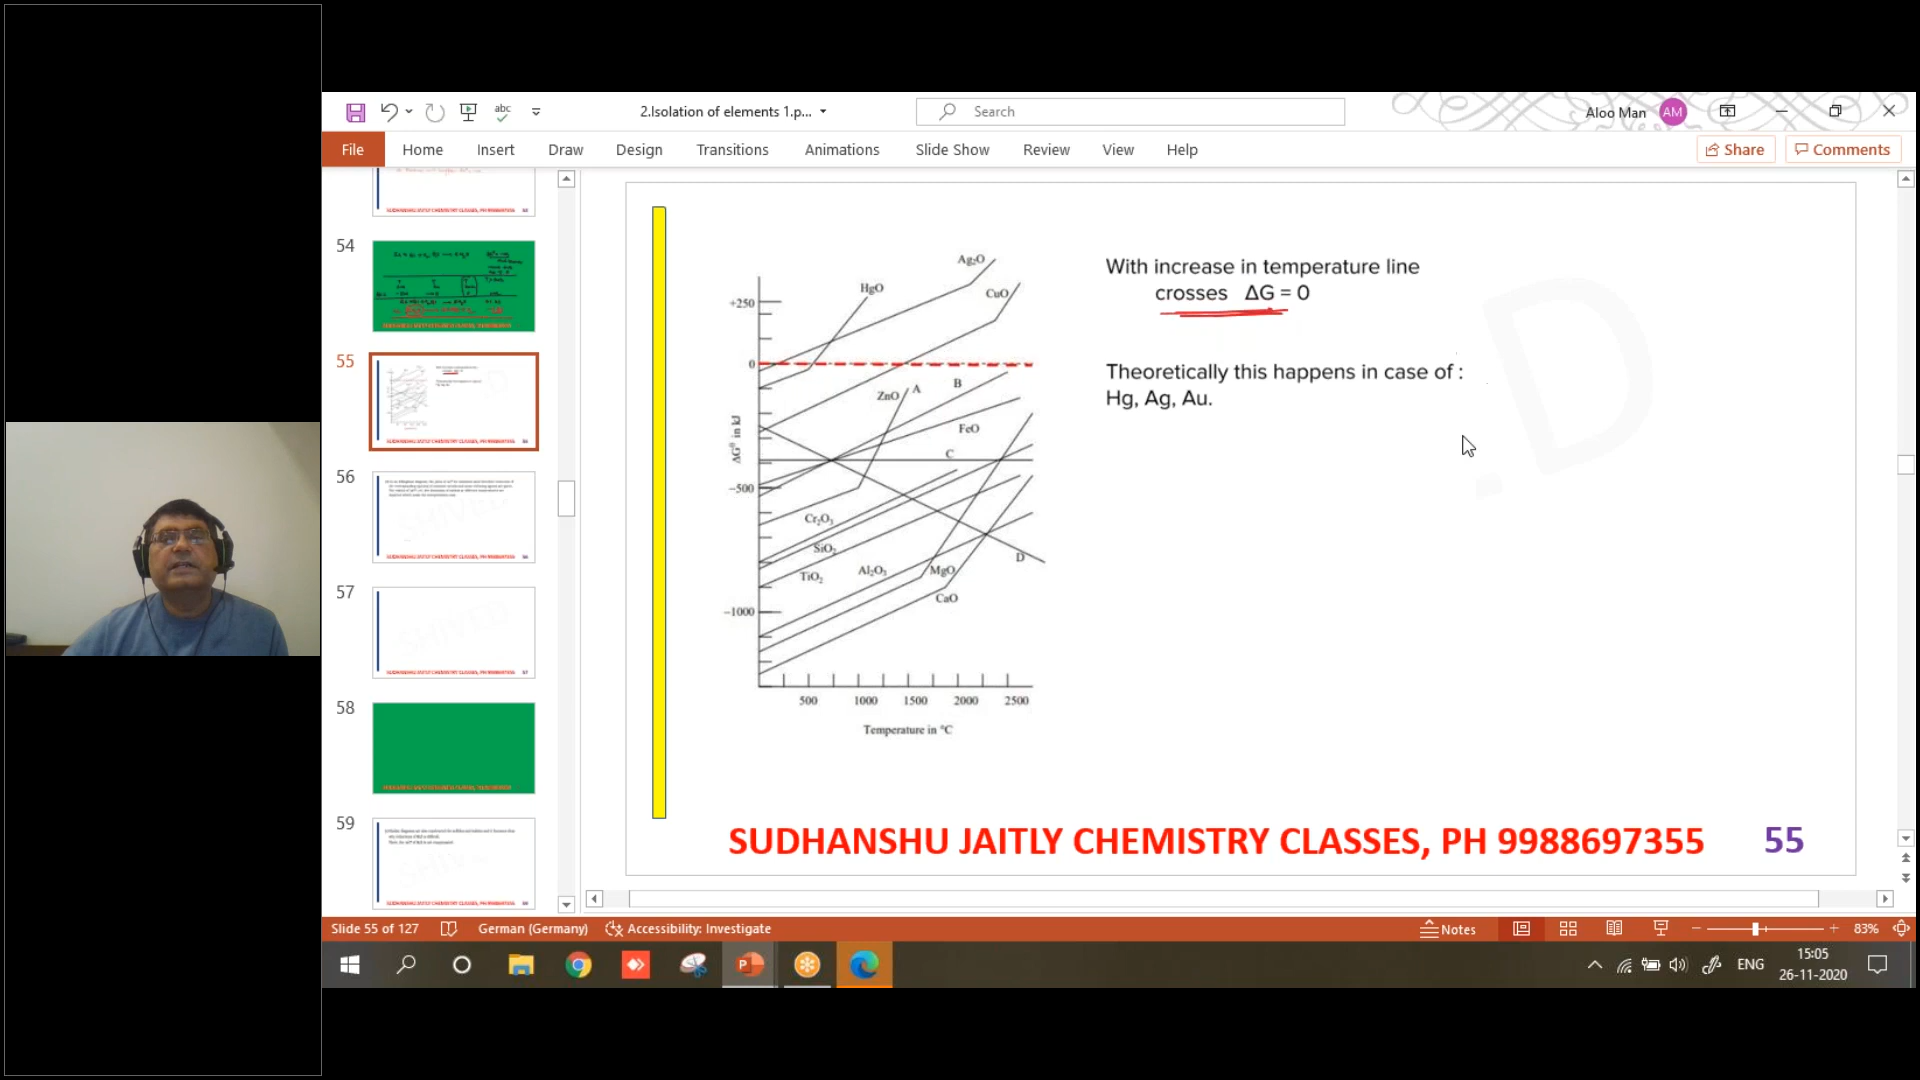 abc
2.Isolation of elements 1.p...
Search
Aloo Man
AM
File
Home
Insert
Draw
Design
Transitions
Animations
Slide Show
Review
View
Help
Share
Comments
54
55
56
57
58
59
With increase in temperature line
crosses ΔG = 0
Theoretically this happens in case of :
Hg, Ag, Au.
Ag₂O
HgO
CuO
+250
0
ZnO
A
B
FeO
C
ΔG⁰ in kJ
-500
Cr₂O₃
SiO₂
TiO₂
Al₂O₃
MgO
D
CaO
-1000
500 1000 1500 2000 2500
Temperature in °C
SUDHANSHU JAITLY CHEMISTRY CLASSES, PH 9988697355 55
Slide 55 of 127
German (Germany)
Accessibility: Investigate
Notes
83%
ENG
15:05
26-11-2020